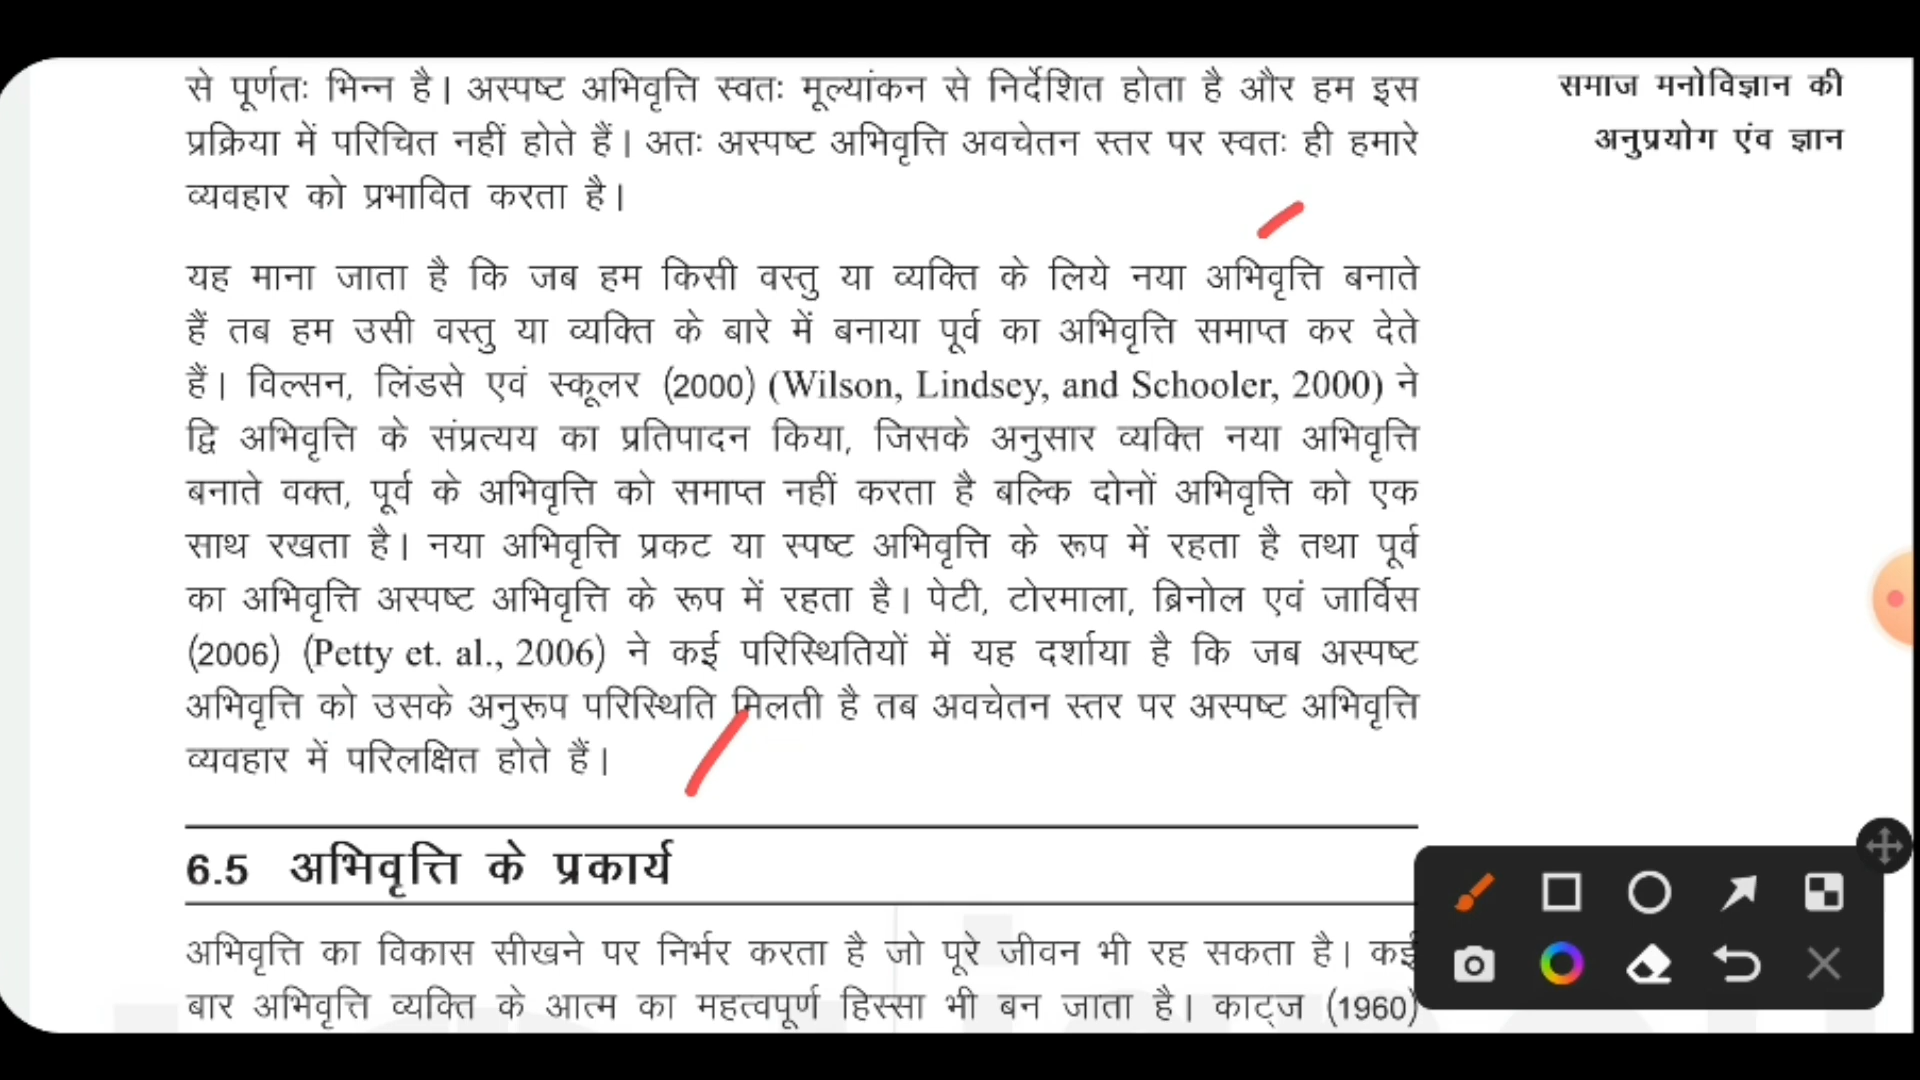 से पूर्णतः भिन्न है। अस्पष्ट अभिवृत्ति स्वतः मूल्यांकन से निर्देशित होता है और हम इस
प्रक्रिया में परिचित नहीं होते हैं। अतः अस्पष्ट अभिवृत्ति अवचेतन स्तर पर स्वतः ही हमारे
व्यवहार को प्रभावित करता है।
समाज मनोविज्ञान की
अनुप्रयोग एंव ज्ञान
यह माना जाता है कि जब हम किसी वस्तु या व्यक्ति के लिये नया अभिवृत्ति बनाते
हैं तब हम उसी वस्तु या व्यक्ति के बारे में बनाया पूर्व का अभिवृत्ति समाप्त कर देते
हैं। विल्सन, लिंडसे एवं स्कूलर (2000) (Wilson, Lindsey, and Schooler, 2000) ने
द्वि अभिवृत्ति के संप्रत्यय का प्रतिपादन किया, जिसके अनुसार व्यक्ति नया अभिवृत्ति
बनाते वक्त, पूर्व के अभिवृत्ति को समाप्त नहीं करता है बल्कि दोनों अभिवृत्ति को एक
साथ रखता है। नया अभिवृत्ति प्रकट या स्पष्ट अभिवृत्ति के रूप में रहता है तथा पूर्व
का अभिवृत्ति अस्पष्ट अभिवृत्ति के रूप में रहता है। पेटी, टोरमाला, ब्रिनोल एवं जार्विस
(2006) (Petty et. al., 2006) ने कई परिस्थितियों में यह दर्शाया है कि जब अस्पष्ट
अभिवृत्ति को उसके अनुरूप परिस्थिति मिलती है तब अवचेतन स्तर पर अस्पष्ट अभिवृत्ति
व्यवहार में परिलक्षित होते हैं।
6.5 अभिवृत्ति के प्रकार्य
अभिवृत्ति का विकास सीखने पर निर्भर करता है जो पूरे जीवन भी रह सकता है। कई
बार अभिवृत्ति व्यक्ति के आत्म का महत्वपूर्ण हिस्सा भी बन जाता है। काट्ज (1960)